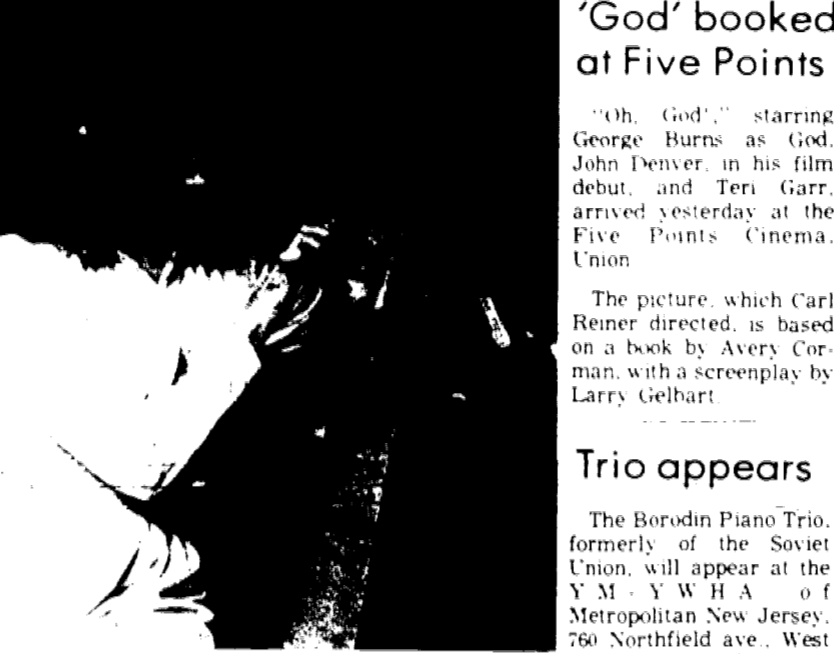 'God' booked
at Five Points
"Oh, God!," starring
George Burns as God,
John Denver, in his film
debut, and Teri Garr,
arrived yesterday at the
Five Points Cinema,
Union
The picture, which Carl
Reiner directed, is based
on a book by Avery Cor-
man, with a screenplay by
Larry Gelbart.
Trio appears
The Borodin Piano Trio,
formerly of the Soviet
Union, will appear at the
YM-YWHA of
Metropolitan New Jersey,
760 Northfield ave., West